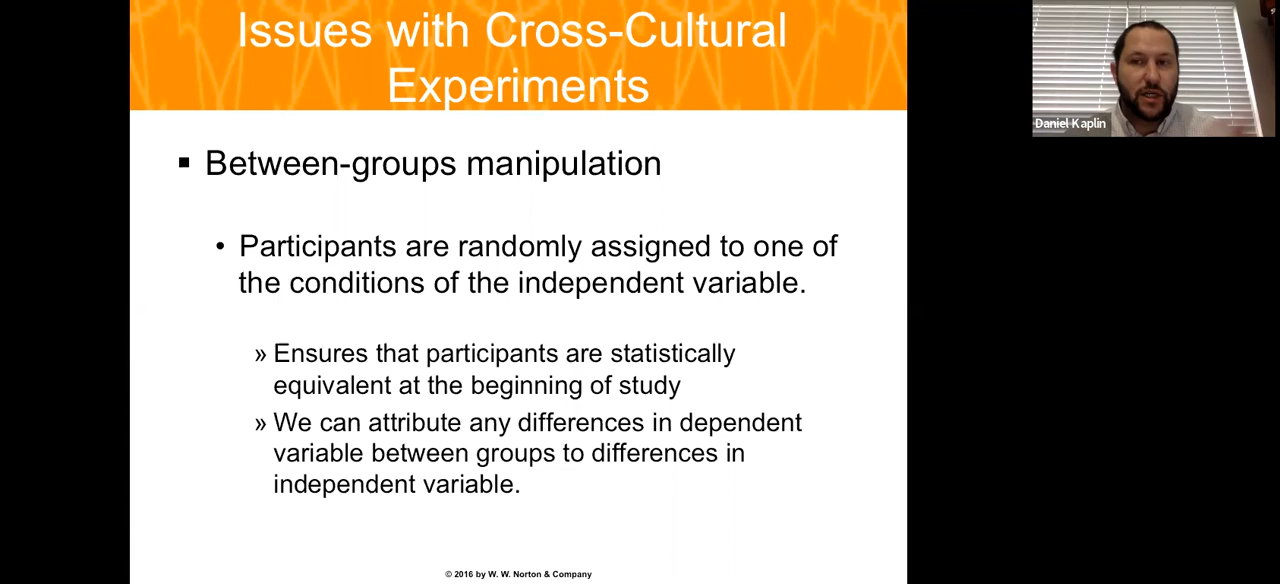 Issues with Cross-Cultural
Experiments
▪ Between-groups manipulation
• Participants are randomly assigned to one of
the conditions of the independent variable.
» Ensures that participants are statistically
equivalent at the beginning of study
» We can attribute any differences in dependent
variable between groups to differences in
independent variable.
© 2016 by W. W. Norton & Company
Daniel Kaplin